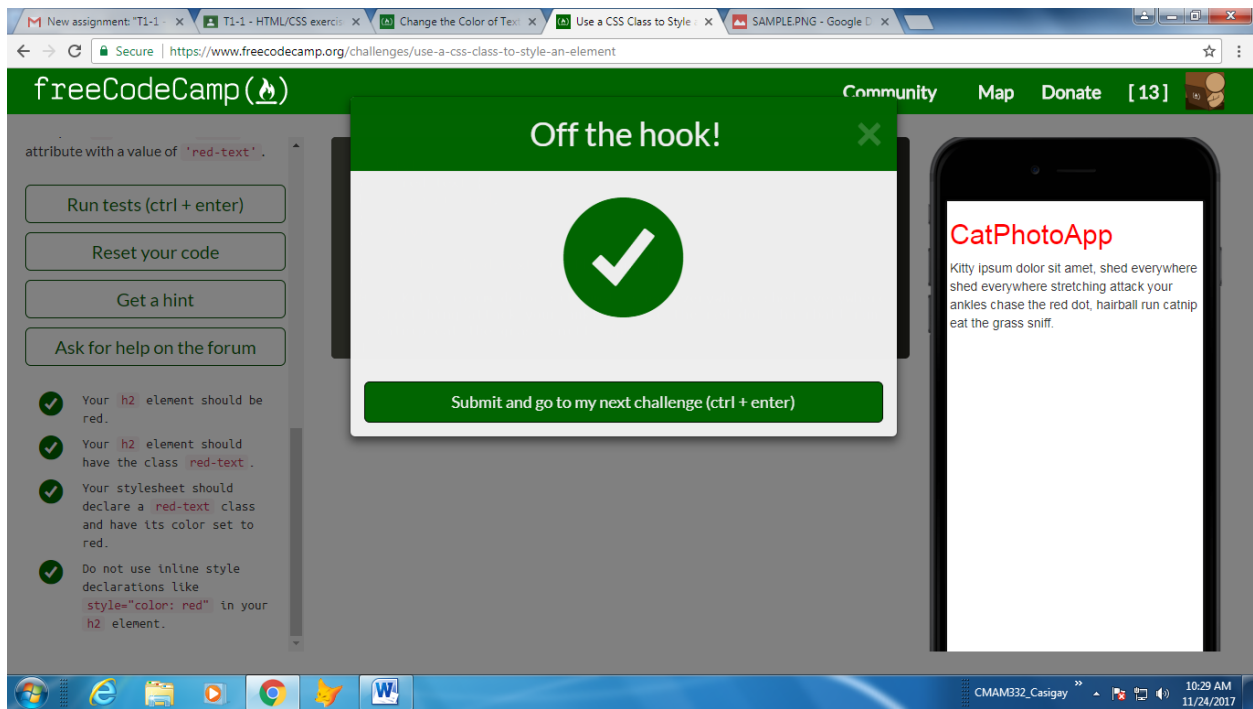 New assignment: "T1-1 -
T1-1 - HTML/CSS exercis
Change the Color of Tex
Use a CSS Class to Style a
SAMPLE.PNG - Google D
Secure | https://www.freecodecamp.org/challenges/use-a-css-class-to-style-an-element
freeCodeCamp
Community Map Donate [ 13 ]
attribute with a value of 'red-text'.
Run tests (ctrl + enter)
Reset your code
Get a hint
Ask for help on the forum
Your h2 element should be
red.
Your h2 element should
have the class red-text.
Your stylesheet should
declare a red-text class
and have its color set to
red.
Do not use inline style
declarations like
style="color: red" in your
h2 element.
Off the hook!
Submit and go to my next challenge (ctrl + enter)
CatPhotoApp
Kitty ipsum dolor sit amet, shed everywhere
shed everywhere stretching attack your
ankles chase the red dot, hairball run catnip
eat the grass sniff.
CMAM332_Casigay
10:29 AM
11/24/2017